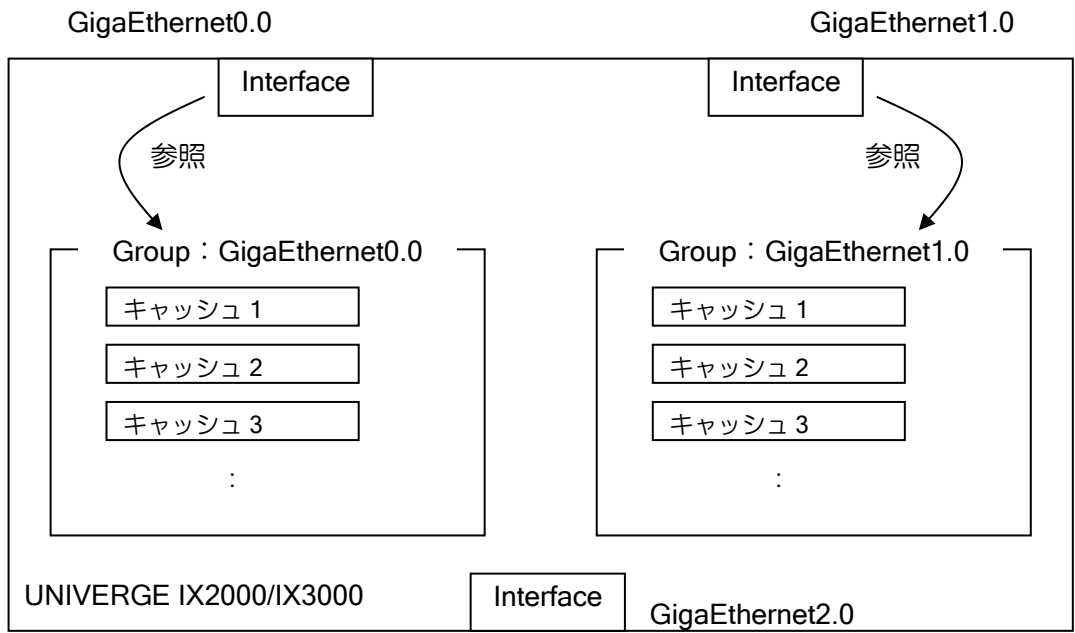 GigaEthernet0.0
GigaEthernet1.0
Interface
Interface
参照
参照
Group：GigaEthernet0.0
キャッシュ 1
キャッシュ 2
キャッシュ 3
：
Group：GigaEthernet1.0
キャッシュ 1
キャッシュ 2
キャッシュ 3
：
UNIVERGE IX2000/IX3000
Interface
GigaEthernet2.0